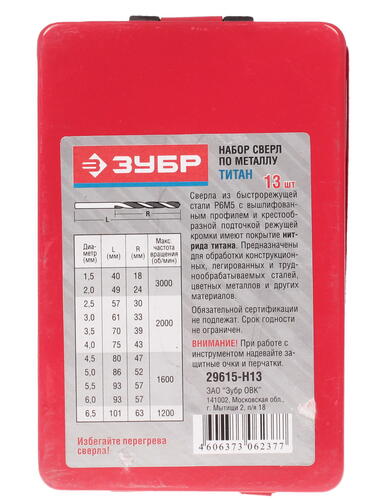 ЗУБР
НАБОР СВЕРЛ
ПО МЕТАЛЛУ
ТИТАН
13 шт
L
R
Сверла из быстрорежущей
стали Р6М5 с вышлифован-
ным профилем и крестооб-
разной подточкой режущей
кромки имеют покрытие нит-
рида титана. Предназначены
для обработки конструкцион-
ных, легированных и труд-
нообрабатываемых сталей,
цветных металлов и других
материалов.
Обязательной сертификации
не подлежат. Срок годности
не ограничен.
ВНИМАНИЕ! При работе с
инструментом надевайте за-
щитные очки и перчатки.
29615-H13
ЗАО "Зубр ОВК"
141002, Московская обл.,
г. Мытищи 2, п/я 18
Диа-
метр
(мм)
L
(мм)
R
(мм)
Макс.
частота
вращения
(об/мин)
1,5 40 18
3000
2,0 49 24
2,5 57 30
3,0 61 33
2000
3,5 70 39
4,0 75 43
4,5 80 47
5,0 86 52
1600
5,5 93 57
6,0 93 57
6,5 101 63 1200
Избегайте перегрева
сверла!
4 606373 062377